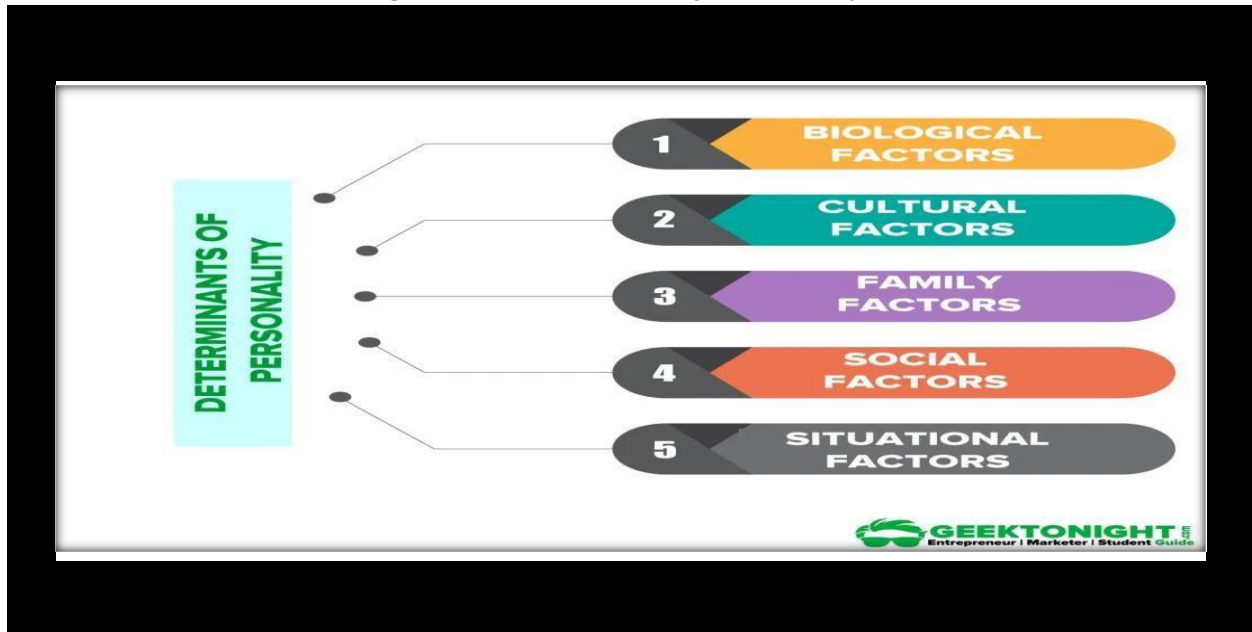 DETERMINANTS OF
PERSONALITY
1
BIOLOGICAL
FACTORS
2
CULTURAL
FACTORS
3
FAMILY
FACTORS
4
SOCIAL
FACTORS
5
SITUATIONAL
FACTORS
GEEKTONIGHT.com
Entrepreneur | Marketer | Student Guide